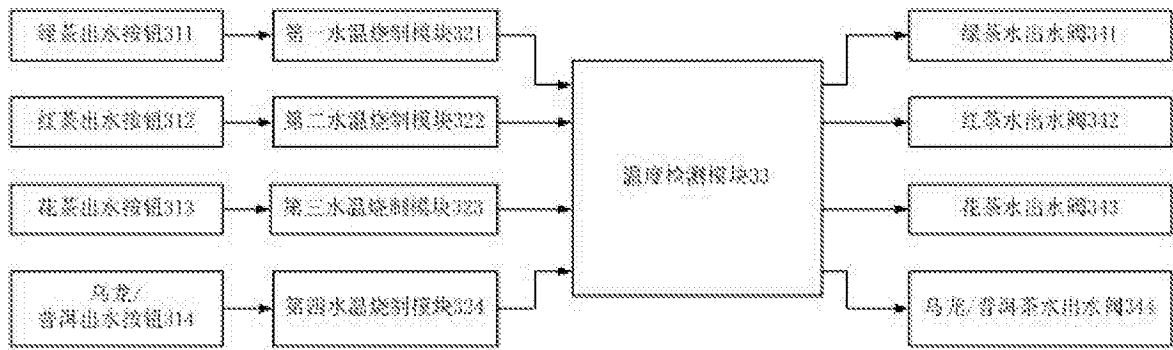 绿茶出水按钮311
第一水温烧制模块321
绿茶水出水阀341
红茶出水按钮312
第二水温烧制模块322
红茶水出水阀342
温度检测模块33
花茶出水按钮313
第三水温烧制模块323
花茶水出水阀343
乌龙/
普洱出水按钮314
第四水温烧制模块324
乌龙/普洱茶水出水阀344